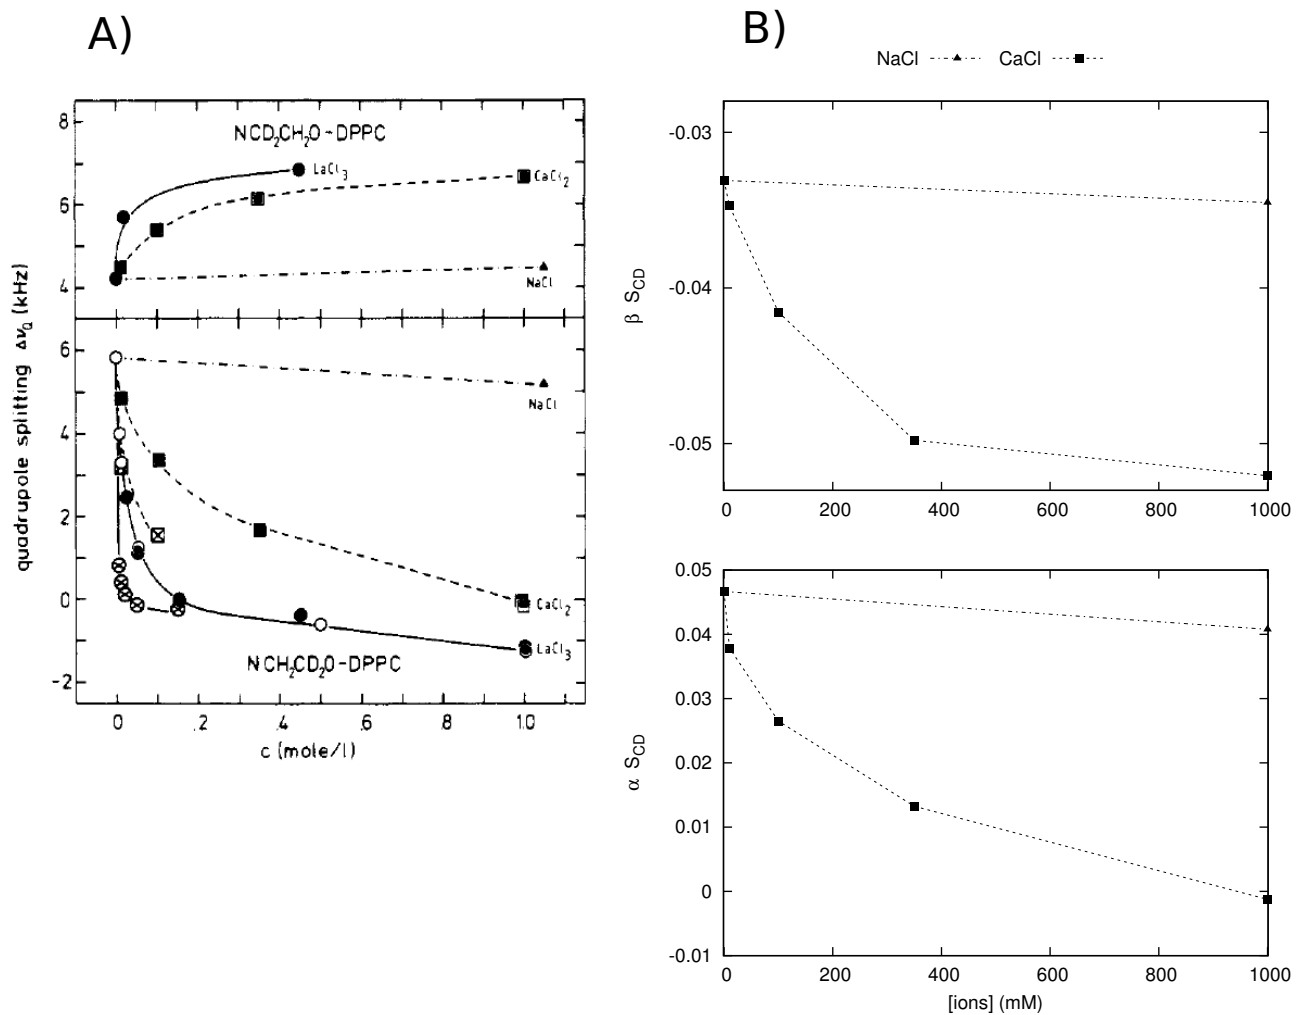 A)
NCD₂CH₂O-DPPC
LaCl₃
CaCl₂
NaCl
8
6
4
NaCl
CaCl₂
LaCl₃
NCH₂CD₂O-DPPC
6
4
2
0
-2
quadrupole splitting Δν_Q (kHz)
0 .2 .4 .6 .8 1.0
c (mole/l)
B)
NaCl CaCl
-0.03
-0.04
-0.05
β S_CD
0 200 400 600 800 1000
0.05
0.04
0.03
0.02
0.01
0
-0.01
α S_CD
0 200 400 600 800 1000
[ions] (mM)